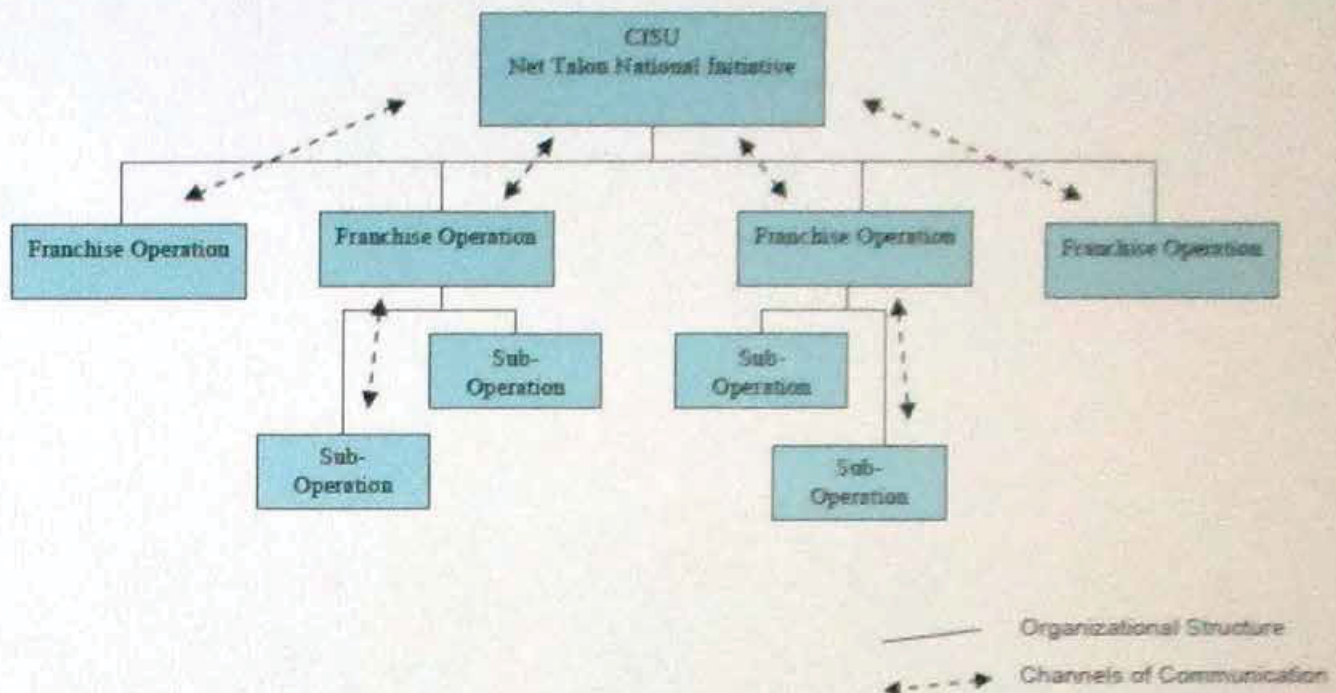 CISU
Net Talon National Initiative
Franchise Operation
Franchise Operation
Franchise Operation
Franchise Operation
Sub-
Operation
Sub-
Operation
Sub-
Operation
Sub-
Operation
Organizational Structure
Channels of Communication